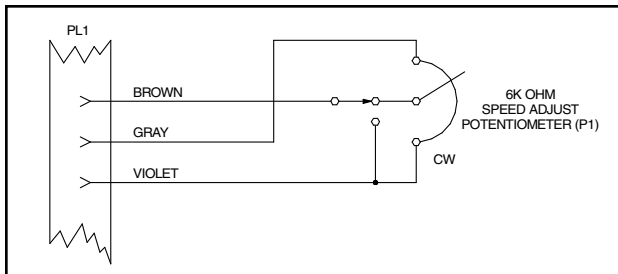 PL1
BROWN
GRAY
VIOLET
6K OHM
SPEED ADJUST
POTENTIOMETER (P1)
CW